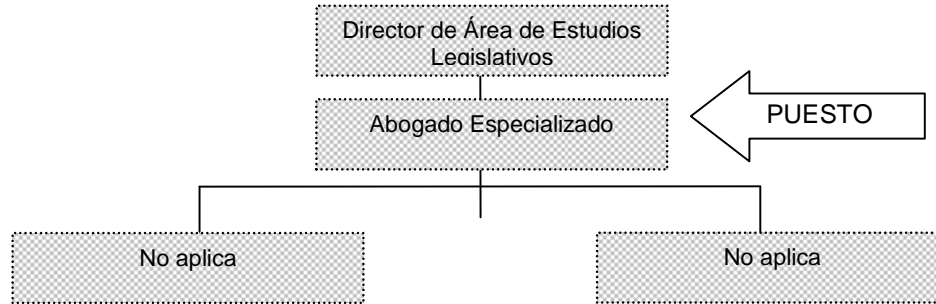 Director de Área de Estudios
Legislativos
Abogado Especializado
PUESTO
No aplica
No aplica